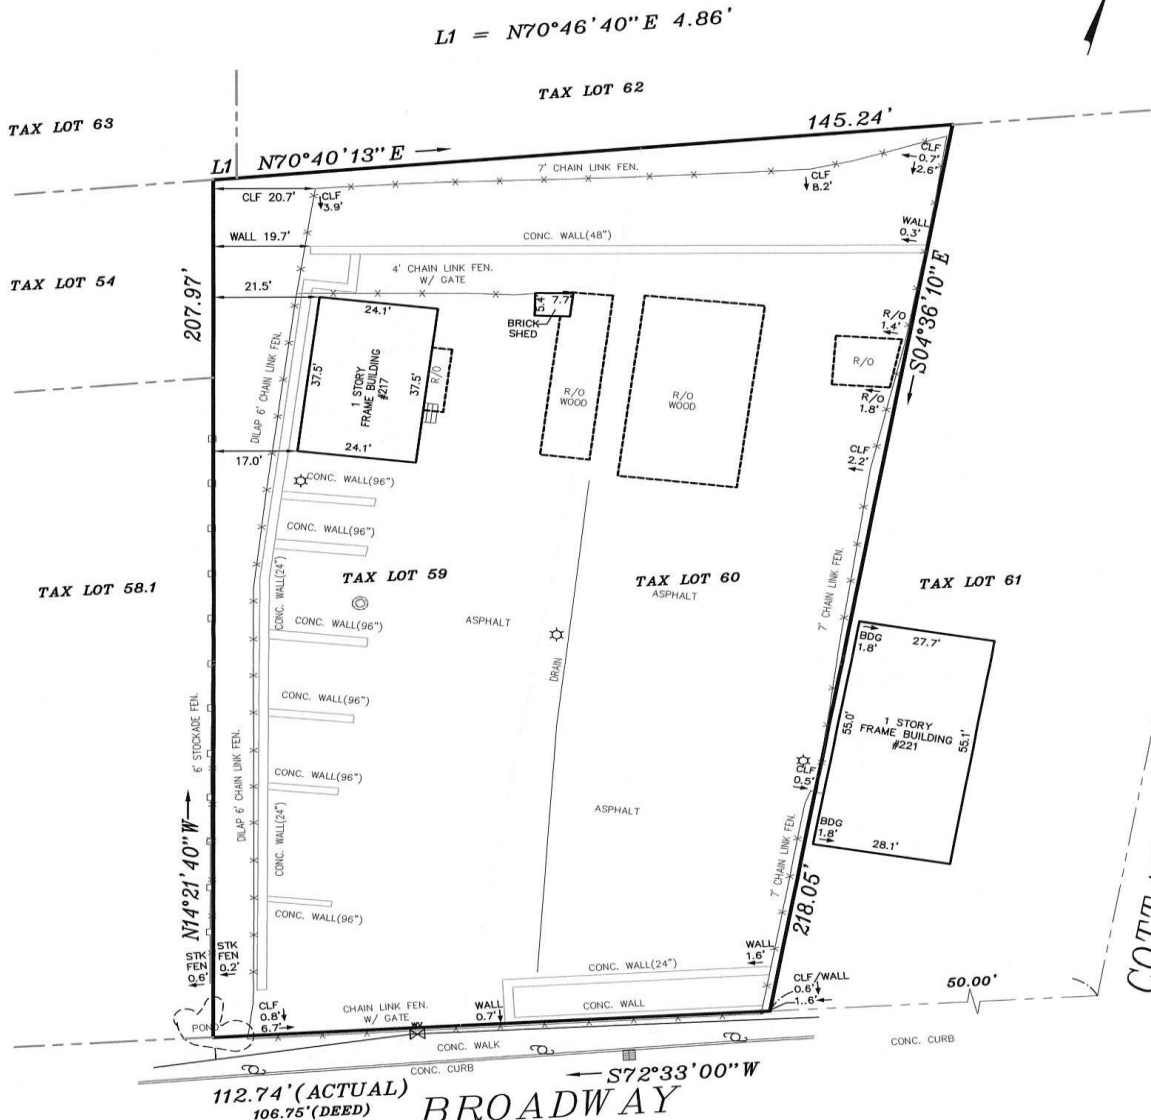 L1 = N70°46'40"E 4.86'
TAX LOT 62
TAX LOT 63
145.24'
L1 N70°40'13"E
7' CHAIN LINK FEN.
CLF
0.7'
2.6'
CLF 20.7'
CLF
3.9'
CLF
8.2'
WALL
0.3'
WALL 19.7'
CONC. WALL(48")
4' CHAIN LINK FEN.
W/ GATE
TAX LOT 54
207.97'
21.5'
S04°36'10"E
24.1'
5.4'
7.7'
BRICK
SHED
R/O
1.4'
R/O
R/O
1.8'
DILAP 6' CHAIN LINK FEN.
37.5'
1 STORY
FRAME BUILDING
#217
37.5'
R/O
R/O
WOOD
R/O
WOOD
24.1'
17.0'
CLF
2.2'
CONC. WALL(96")
CONC. WALL(96")
TAX LOT 58.1
TAX LOT 59
CONC. WALL(24")
TAX LOT 60
ASPHALT
TAX LOT 61
7' CHAIN LINK FEN.
CONC. WALL(96")
ASPHALT
BDG
1.8'
27.7'
DRAIN
CONC. WALL(96")
6' STOCKADE FEN.
55.0'
1 STORY
FRAME BUILDING
#221
55.1'
DILAP 6' CHAIN LINK FEN.
CONC. WALL(96")
CLF
0.5'
ASPHALT
CONC. WALL(24")
BDG
1.8'
28.1'
7' CHAIN LINK FEN.
N14°21'40"W
CONC. WALL(96")
218.05'
STK
FEN
0.6'
STK
FEN
0.2'
WALL
1.6'
CONC. WALL(24")
CLF/WALL
0.6'
1..6'
50.00'
CLF
0.8'
6.7'
CHAIN LINK FEN.
W/ GATE
WALL
0.7'
CONC. WALL
POND
WV
CONC. WALK
CONC. CURB
CONC. CURB
S72°33'00"W
112.74'(ACTUAL)
106.75'(DEED)
BROADWAY
COTT